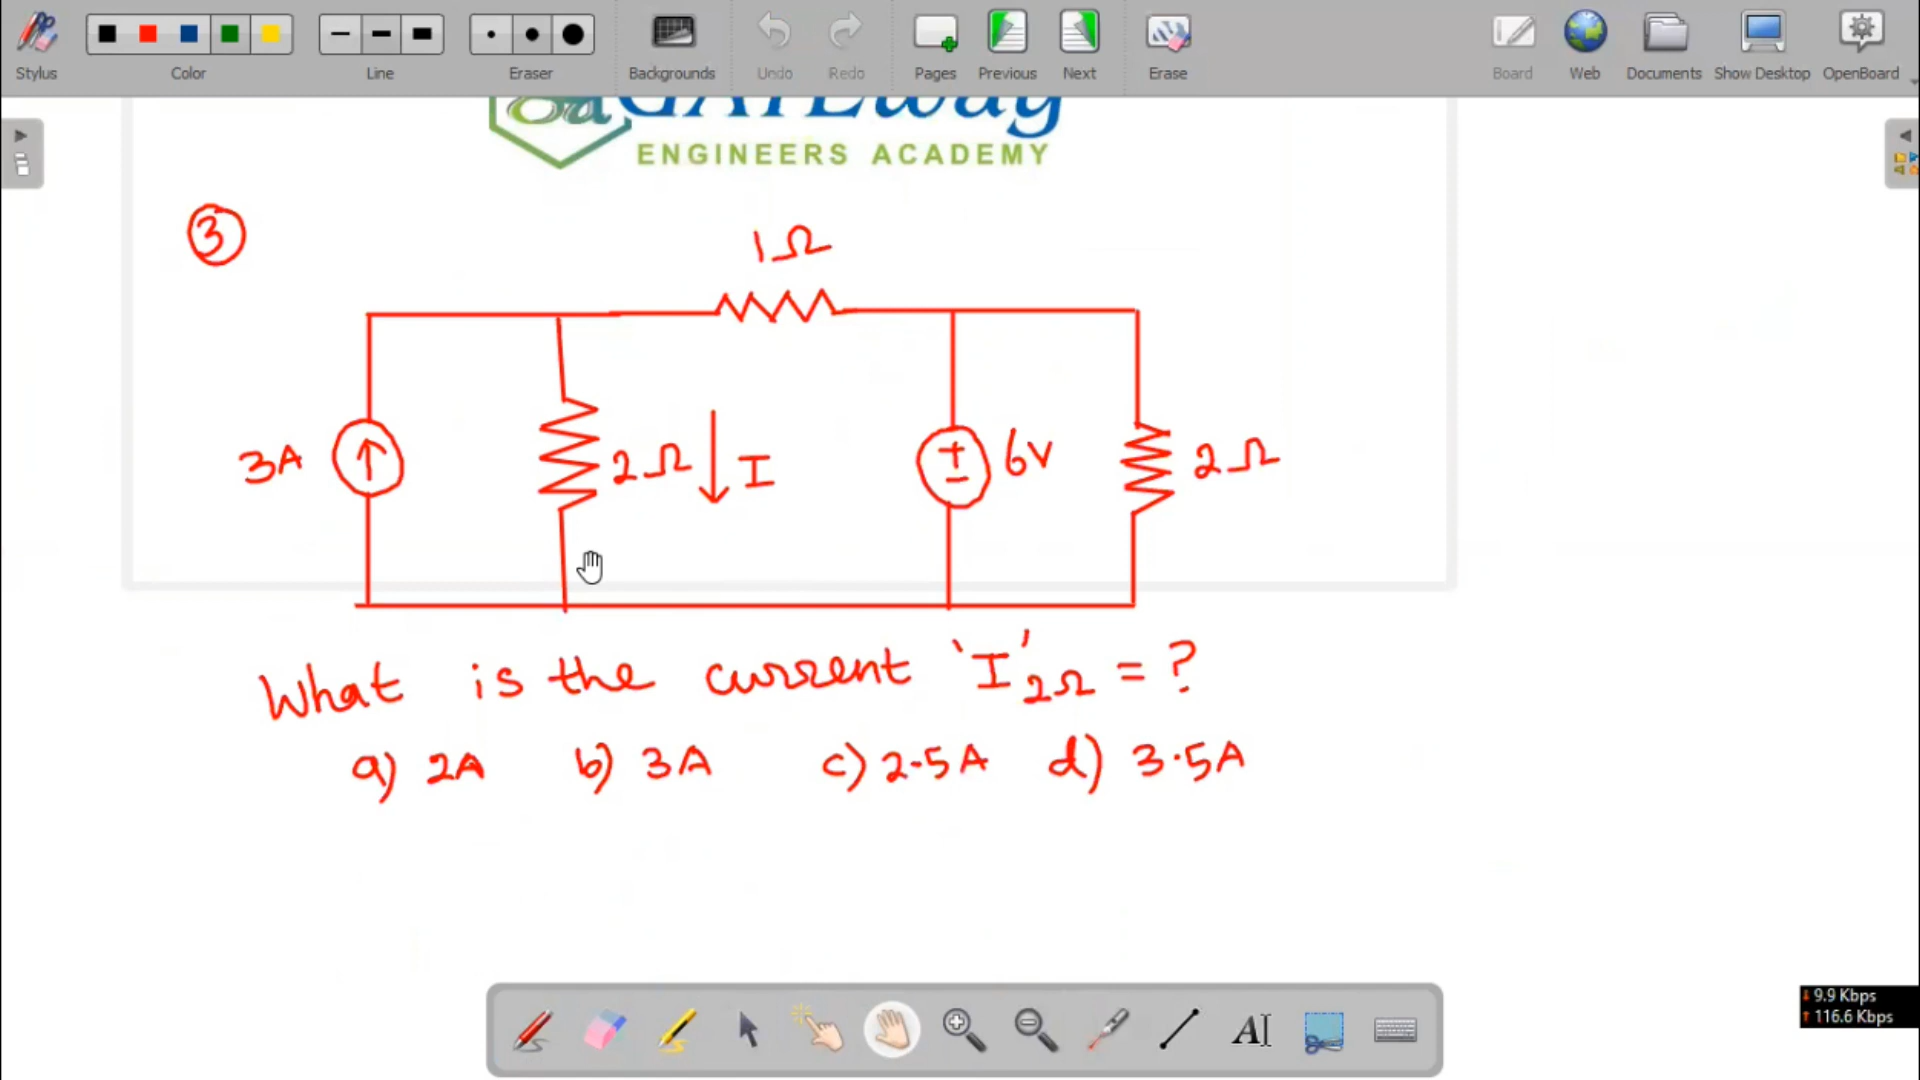 Stylus Color Line Eraser Backgrounds Undo Redo Pages Previous Next Erase Board Web Documents Show Desktop OpenBoard
GATEway
ENGINEERS ACADEMY
3
1Ω
3A 2Ω I 6V 2Ω
What is the current 'I'2Ω = ?
a) 2A b) 3A c) 2.5A d) 3.5A
9.9 Kbps
116.6 Kbps